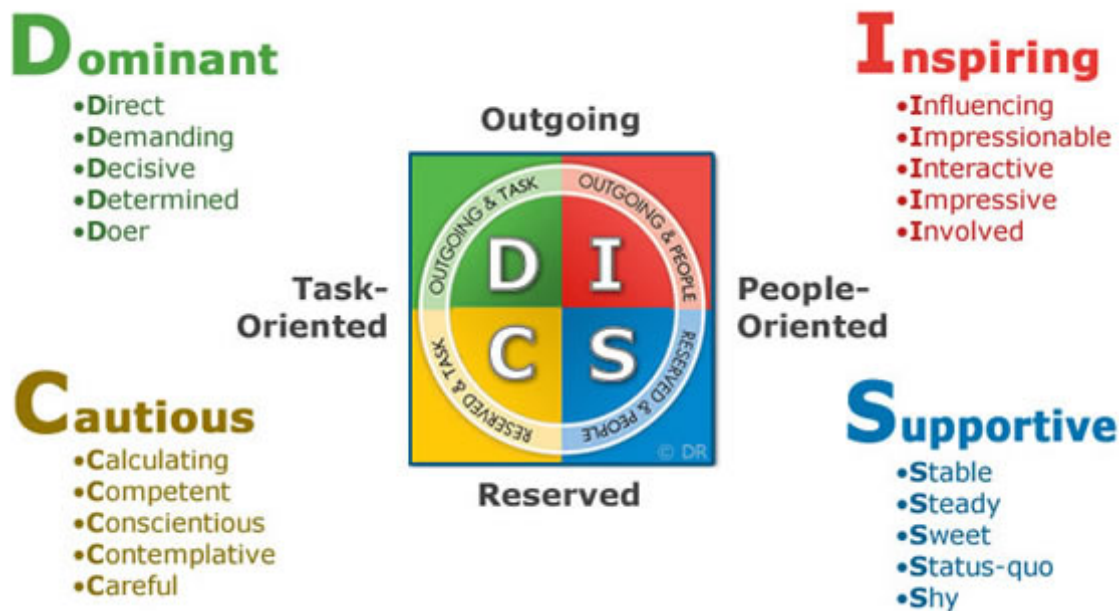 Dominant
•Direct
•Demanding
•Decisive
•Determined
•Doer
Inspiring
•Influencing
•Impressionable
•Interactive
•Impressive
•Involved
Outgoing
Task-
Oriented
People-
Oriented
OUTGOING & TASK
OUTGOING & PEOPLE
D I
C S
RESERVED & TASK
RESERVED & PEOPLE
© DR
Reserved
Cautious
•Calculating
•Competent
•Conscientious
•Contemplative
•Careful
Supportive
•Stable
•Steady
•Sweet
•Status-quo
•Shy